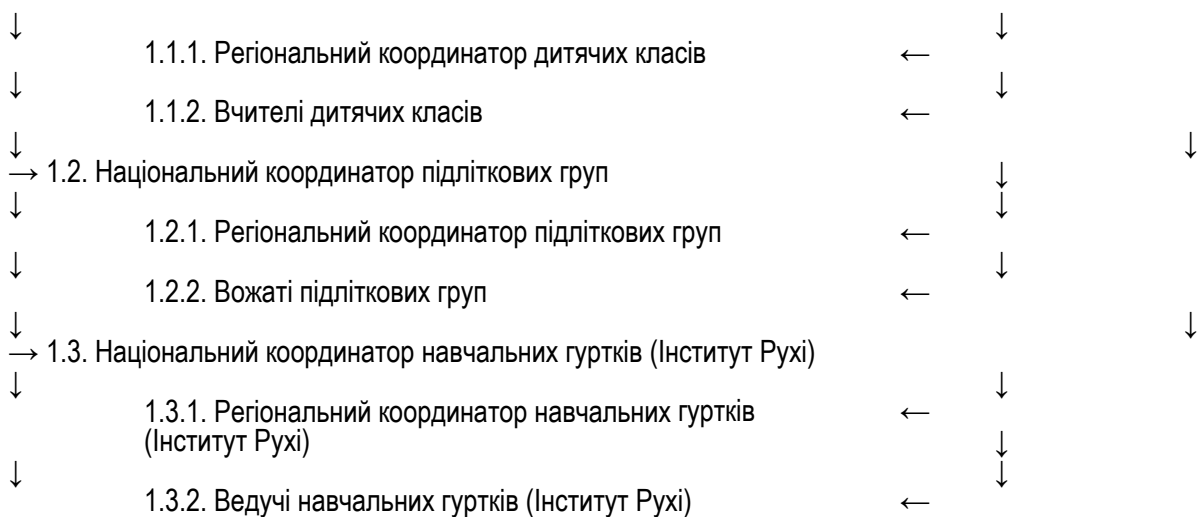 ↓ ↓
1.1.1. Регіональний координатор дитячих класів ←
↓ ↓
1.1.2. Вчителі дитячих класів ←
↓ ↓
→ 1.2. Національний координатор підліткових груп ↓
↓ ↓
1.2.1. Регіональний координатор підліткових груп ←
↓ ↓
1.2.2. Вожаті підліткових груп ←
↓ ↓
→ 1.3. Національний координатор навчальних гуртків (Інститут Рухі)
↓ ↓
1.3.1. Регіональний координатор навчальних гуртків ←
(Інститут Рухі) ↓
↓ ↓
1.3.2. Ведучі навчальних гуртків (Інститут Рухі) ←